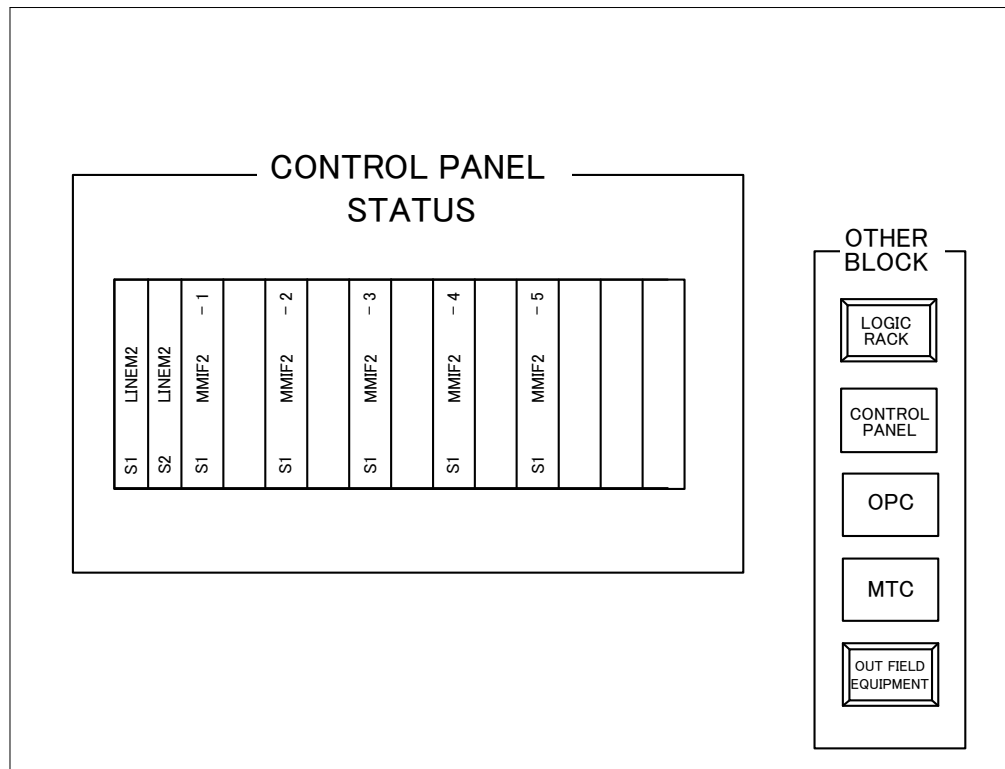 CONTROL PANEL
STATUS
S1 LINEM2
S2 LINEM2
S1 MMIF2 - 1
S1 MMIF2 - 2
S1 MMIF2 - 3
S1 MMIF2 - 4
S1 MMIF2 - 5
OTHER
BLOCK
LOGIC
RACK
CONTROL
PANEL
OPC
MTC
OUT FIELD
EQUIPMENT